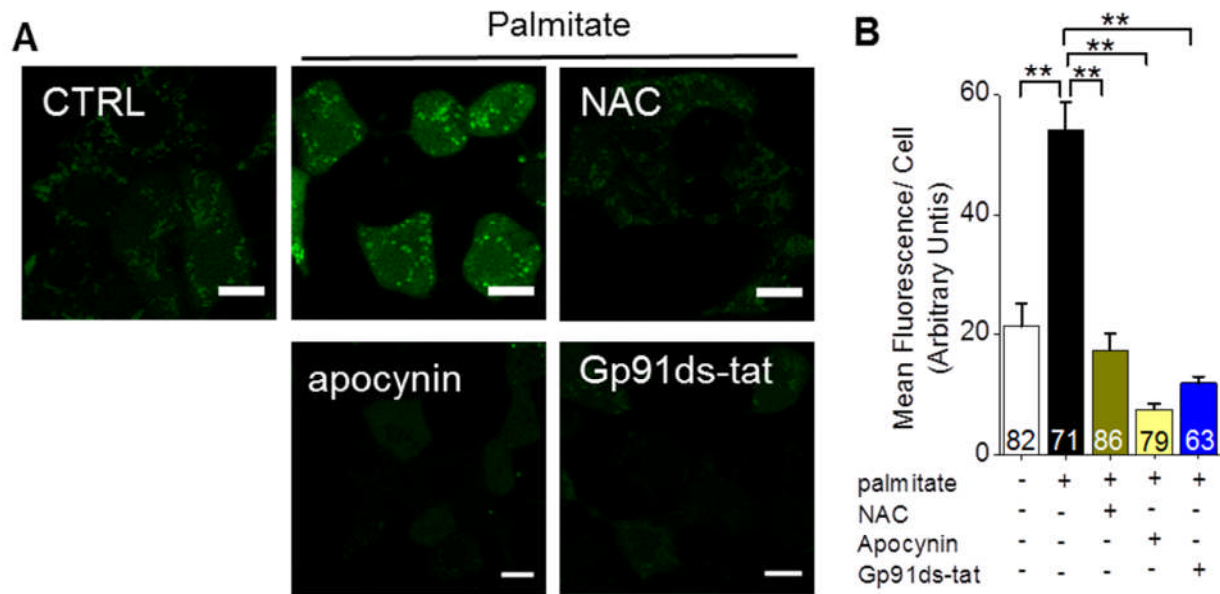 A
Palmitate
CTRL
NAC
apocynin
Gp91ds-tat
B
**
**
** **
Mean Fluorescence/ Cell
(Arbitrary Untis)
60
40
20
0
82 71 86 79 63
palmitate - + + + +
NAC - - + - -
Apocynin - - - + -
Gp91ds-tat - - - - +